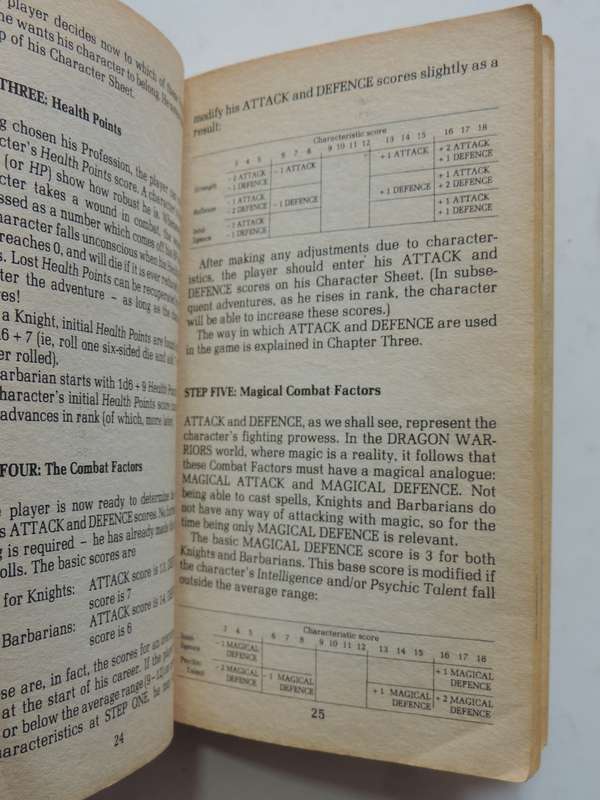 player decides now to which of
he wants his character to belong. He
of his Character Sheet.
THREE: Health Points
chosen his Profession, the player
Health Points score. A
(or HP) show how robust he is.
takes a wound in combat, the
as a number which comes off his
falls unconscious when his
reaches 0, and will die if it is ever
Lost Health Points can be
the adventure – as long as the
a Knight, initial Health Points are
+ 7 (ie, roll one six-sided die and
rolled).
starts with 1d6 + 9 Health
initial Health Points score
advances in rank (of which, more later
FOUR: The Combat Factors
player is now ready to determine
ATTACK and DEFENCE scores. No
is required – he has already made
The basic scores are
for Knights: ATTACK score is 13,
score is 7
Barbarians: ATTACK score is 14,
score is 6
are, in fact, the scores for an
at the start of his career. If the
or below the average range (9–12)
at STEP ONE, he
24
modify his ATTACK and DEFENCE scores slightly as a
result:
Characteristic score
3 4 5 6 7 8 9 10 11 12 13 14 15 16 17 18
Strength – 2 ATTACK – 1 ATTACK + 1 ATTACK + 2 ATTACK
– 1 DEFENCE + 1 DEFENCE
Reflexes – 1 ATTACK – 1 DEFENCE + 1 DEFENCE + 1 ATTACK
– 2 DEFENCE + 2 DEFENCE
Intel-
ligence – 2 ATTACK + 1 ATTACK
– 1 DEFENCE + 1 DEFENCE
After making any adjustments due to character-
istics, the player should enter his ATTACK and
DEFENCE scores on his Character Sheet. (In subse-
quent adventures, as he rises in rank, the character
will be able to increase these scores.)
The way in which ATTACK and DEFENCE are used
in the game is explained in Chapter Three.
STEP FIVE: Magical Combat Factors
ATTACK and DEFENCE, as we shall see, represent the
character's fighting prowess. In the DRAGON WAR-
RIORS world, where magic is a reality, it follows that
these Combat Factors must have a magical analogue:
MAGICAL ATTACK and MAGICAL DEFENCE. Not
being able to cast spells, Knights and Barbarians do
not have any way of attacking with magic, so for the
time being only MAGICAL DEFENCE is relevant.
The basic MAGICAL DEFENCE score is 3 for both
Knights and Barbarians. This base score is modified if
the character's Intelligence and/or Psychic Talent fall
outside the average range:
Characteristic score
3 4 5 6 7 8 9 10 11 12 13 14 15 16 17 18
Intel-
ligence – 1 MAGICAL + 1 MAGICAL
DEFENCE DEFENCE
Psychic
Talent – 2 MAGICAL – 1 MAGICAL + 1 MAGICAL + 2 MAGICAL
DEFENCE DEFENCE DEFENCE DEFENCE
25